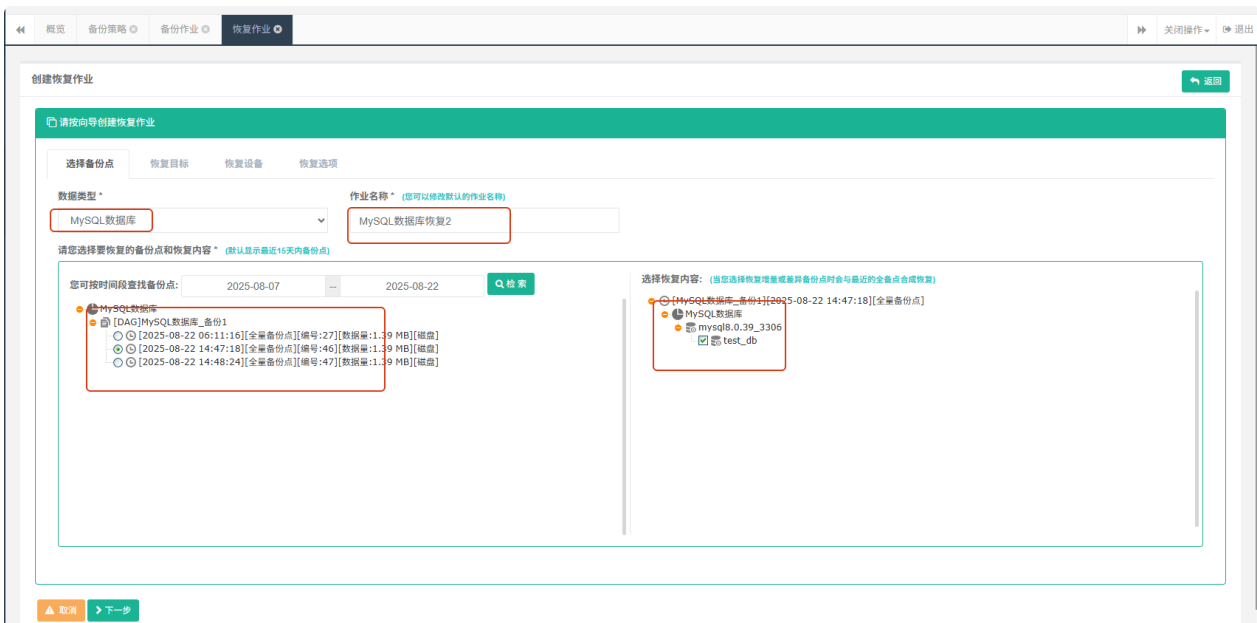 概览 备份策略 备份作业 恢复作业 关闭操作 退出
创建恢复作业 返回
请按向导创建恢复作业
选择备份点 恢复目标 恢复设备 恢复选项
数据类型 * 作业名称 * (您可以修改默认的作业名称)
MySQL数据库 MySQL数据库恢复2
请您选择要恢复的备份点和恢复内容 * (默认显示最近15天内备份点)
您可按时间段查找备份点: 2025-08-07 -- 2025-08-22 检索
MySQL数据库
[DAG]MySQL数据库_备份1
[2025-08-22 06:11:16][全量备份点][编号:27][数据量:1.39 MB][磁盘]
[2025-08-22 14:47:18][全量备份点][编号:46][数据量:1.39 MB][磁盘]
[2025-08-22 14:48:24][全量备份点][编号:47][数据量:1.39 MB][磁盘]
选择恢复内容: (当您选择恢复增量或差异备份点时会与最近的全备点合成恢复)
[MySQL数据库_备份1][2025-08-22 14:47:18][全量备份点]
MySQL数据库
mysql8.0.39_3306
test_db
取消 下一步